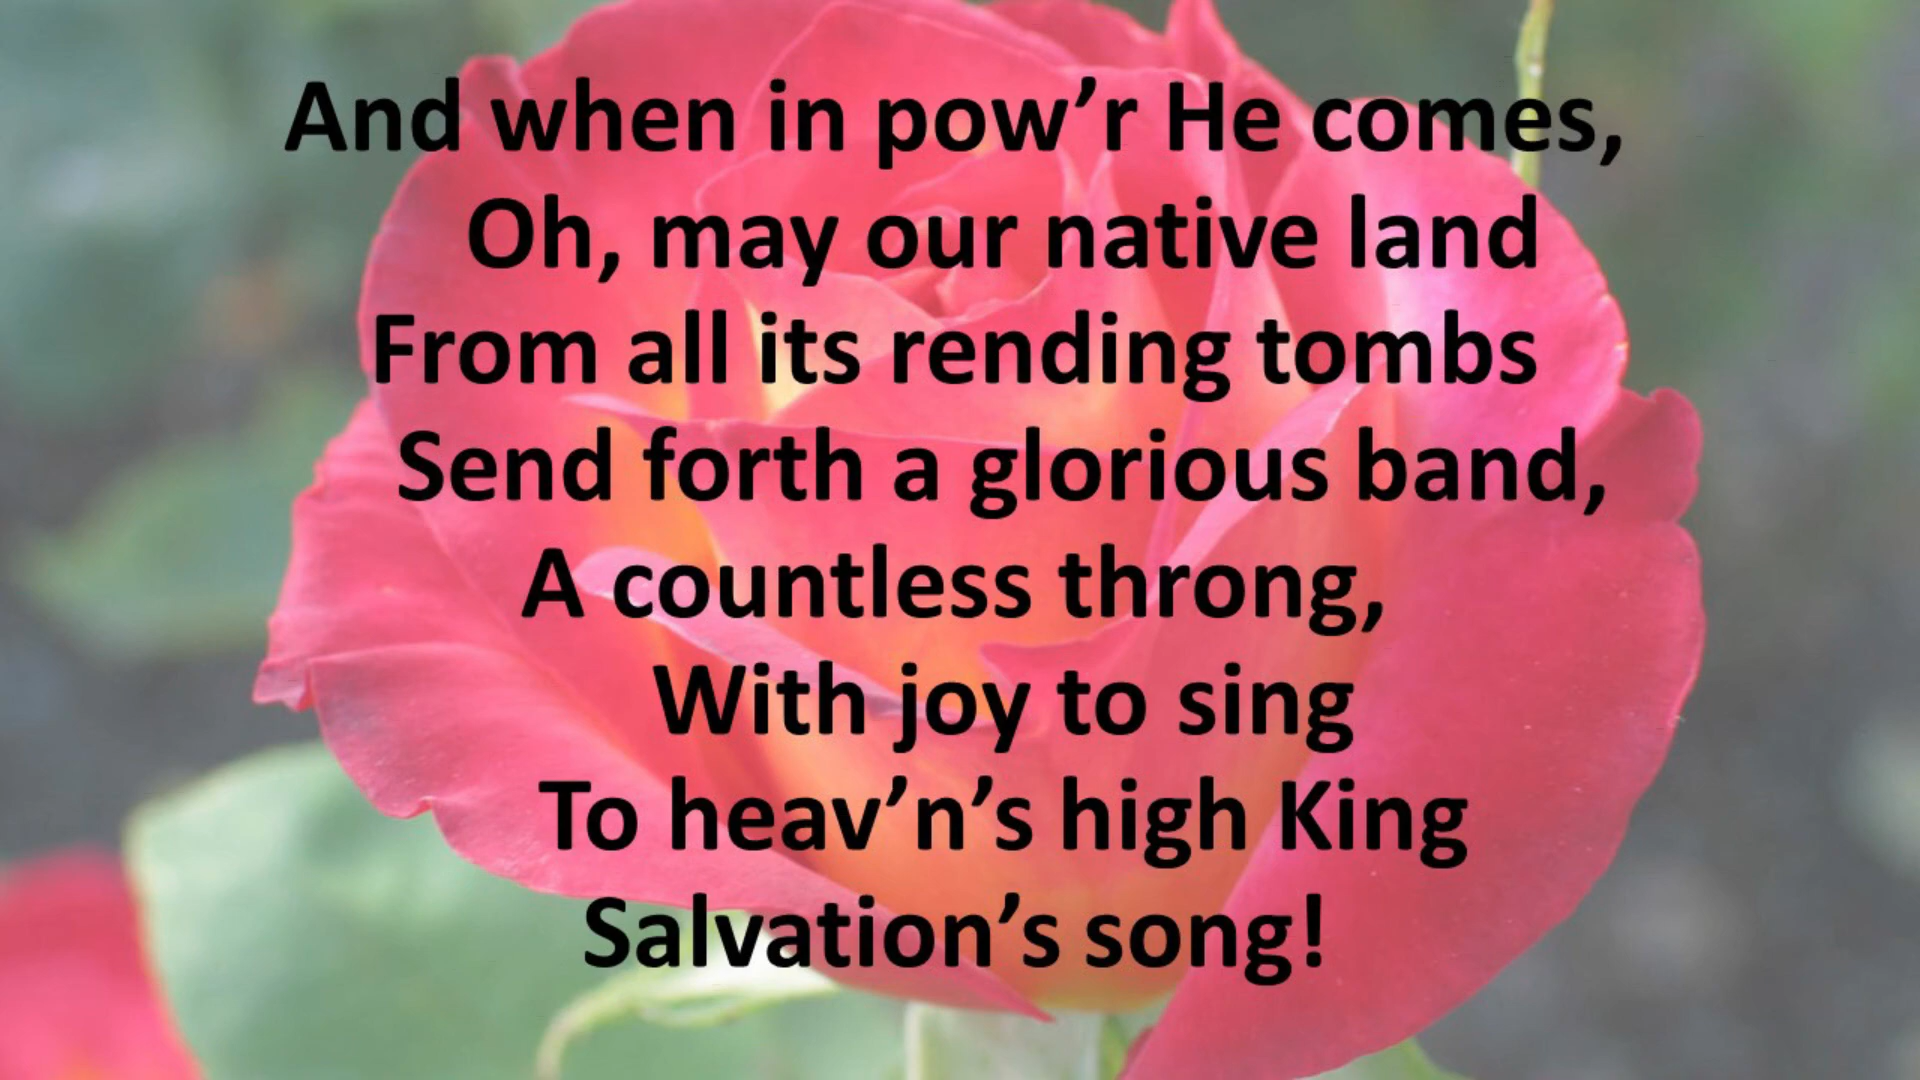 And when in pow’r He comes,
Oh, may our native land
From all its rending tombs
Send forth a glorious band,
A countless throng,
With joy to sing
To heav’n’s high King
Salvation’s song!